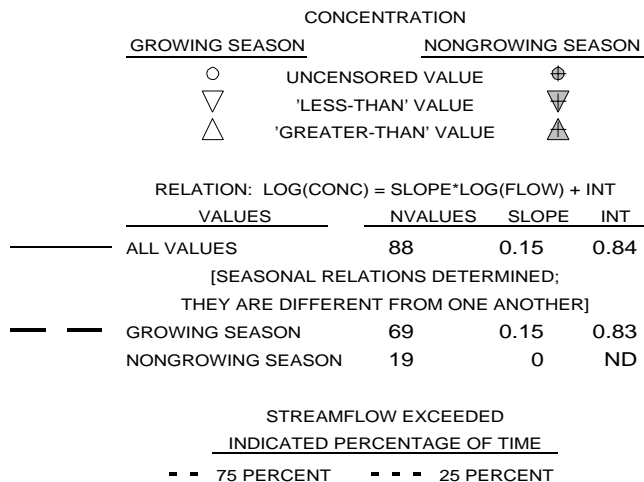 CONCENTRATION
GROWING SEASON NONGROWING SEASON
UNCENSORED VALUE
'LESS-THAN' VALUE
'GREATER-THAN' VALUE
RELATION: LOG(CONC) = SLOPE*LOG(FLOW) + INT
VALUES NVALUES SLOPE INT
ALL VALUES 88 0.15 0.84
[SEASONAL RELATIONS DETERMINED;
THEY ARE DIFFERENT FROM ONE ANOTHER]
GROWING SEASON 69 0.15 0.83
NONGROWING SEASON 19 0 ND
STREAMFLOW EXCEEDED
INDICATED PERCENTAGE OF TIME
75 PERCENT 25 PERCENT